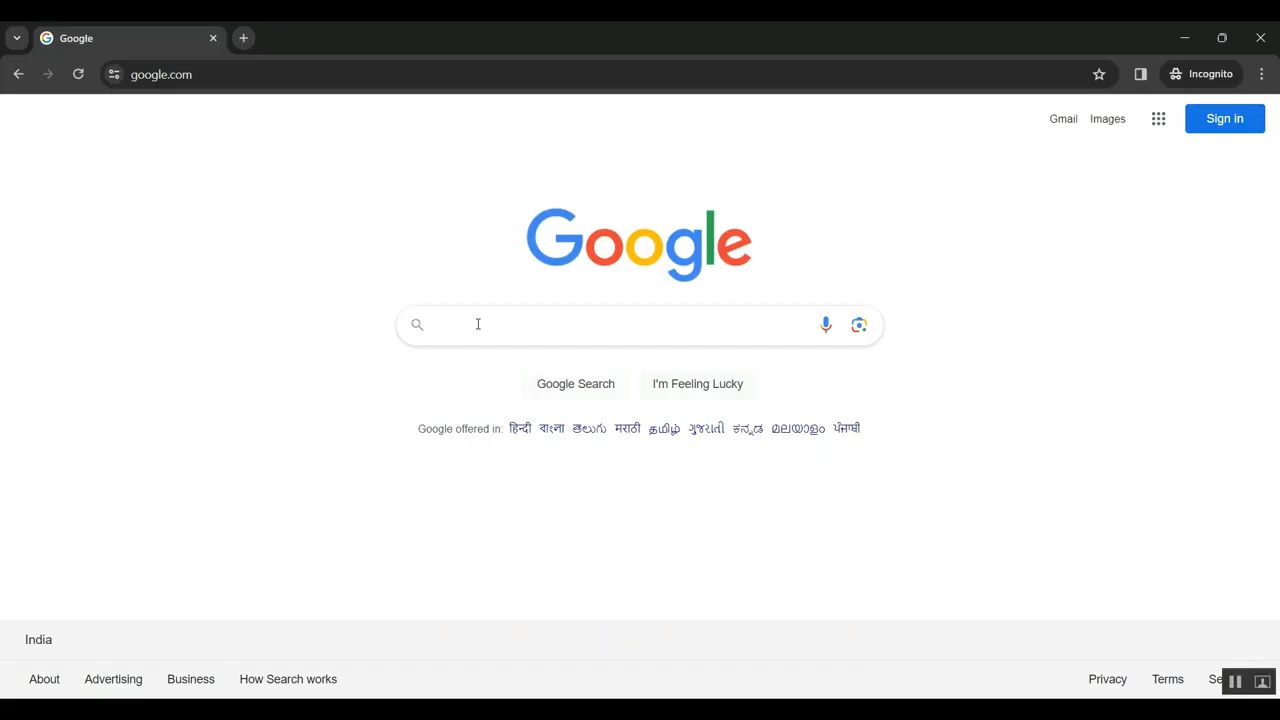 Google
google.com
Incognito
Gmail Images Sign in
Google
Google Search I'm Feeling Lucky
Google offered in: हिन्दी বাংলা తెలుగు मराठी தமிழ் ગુજરાતી ಕನ್ನಡ മലയാളം ਪੰਜਾਬੀ
India
About Advertising Business How Search works Privacy Terms Se